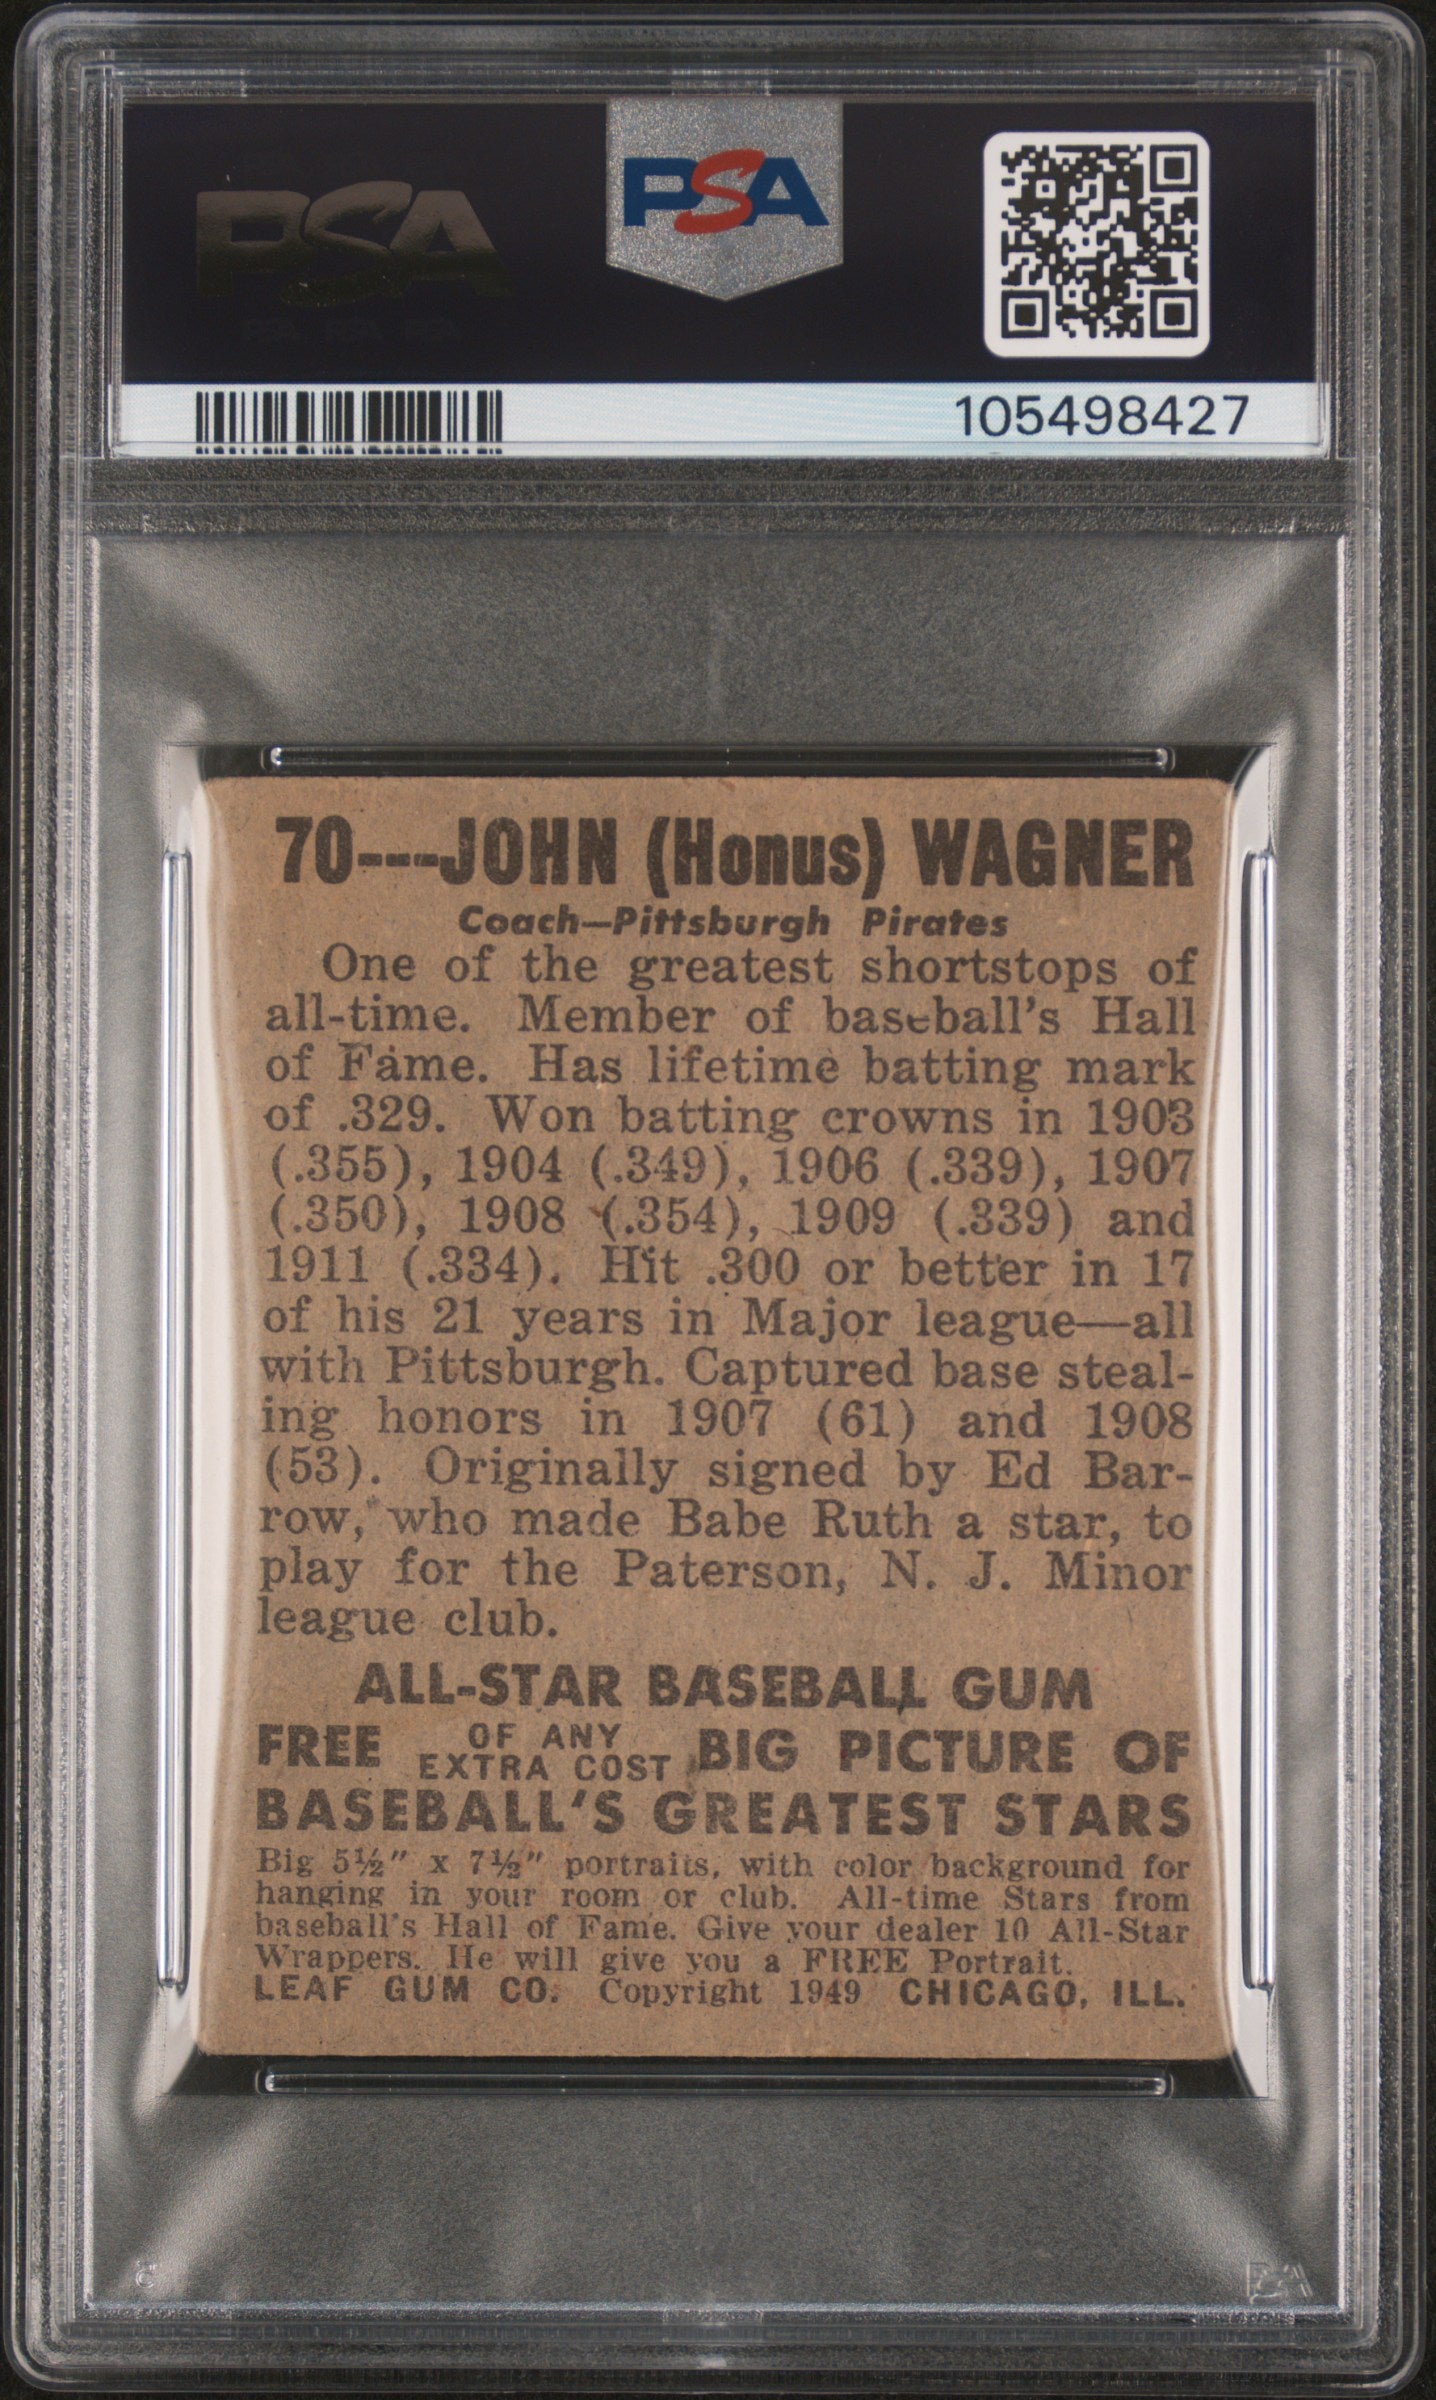 PSA
PSA
105498427
70---JOHN (Honus) WAGNER
Coach—Pittsburgh Pirates
One of the greatest shortstops of
all-time. Member of baseball's Hall
of Fame. Has lifetime batting mark
of .329. Won batting crowns in 1903
(.355), 1904 (.349), 1906 (.339), 1907
(.350), 1908 (.354), 1909 (.339) and
1911 (.334). Hit .300 or better in 17
of his 21 years in Major league—all
with Pittsburgh. Captured base steal-
ing honors in 1907 (61) and 1908
(53). Originally signed by Ed Bar-
row, who made Babe Ruth a star, to
play for the Paterson, N. J. Minor
league club.
ALL-STAR BASEBALL GUM
FREE OF ANY EXTRA COST BIG PICTURE OF
BASEBALL'S GREATEST STARS
Big 5½" x 7½" portraits, with color background for
hanging in your room or club. All-time Stars from
baseball's Hall of Fame. Give your dealer 10 All-Star
Wrappers. He will give you a FREE Portrait.
LEAF GUM CO. Copyright 1949 CHICAGO, ILL.
PSA